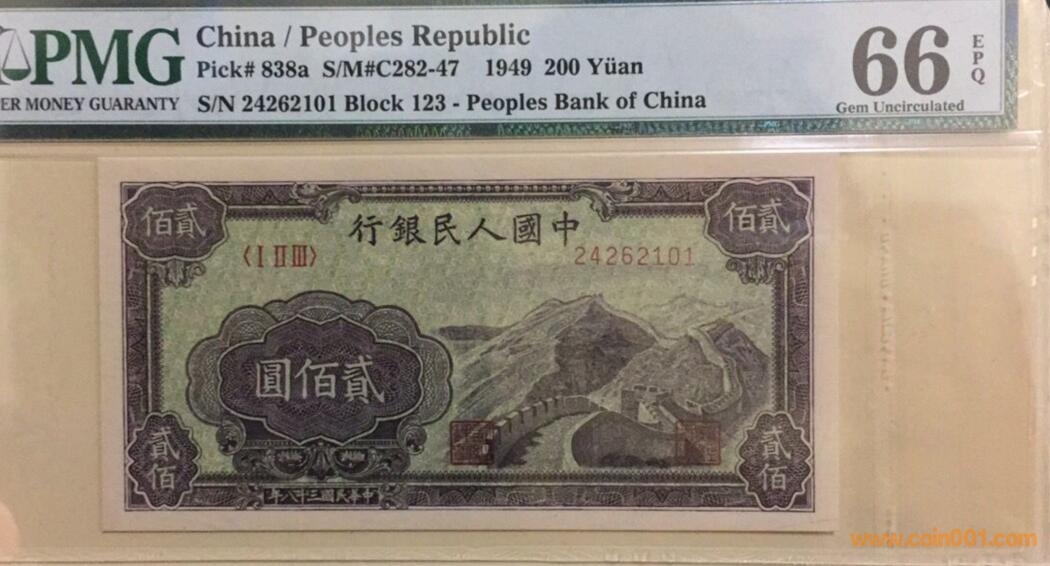 PMG
ER MONEY GUARANTY
China / Peoples Republic
Pick# 838a S/M#C282-47 1949 200 Yüan
S/N 24262101 Block 123 - Peoples Bank of China
66
EPQ
Gem Uncirculated
佰貳
行銀民人國中
佰貳
〈I II III〉
24262101
圓佰貳
貳佰
貳佰
年八十三國民華中
www.coin001.com